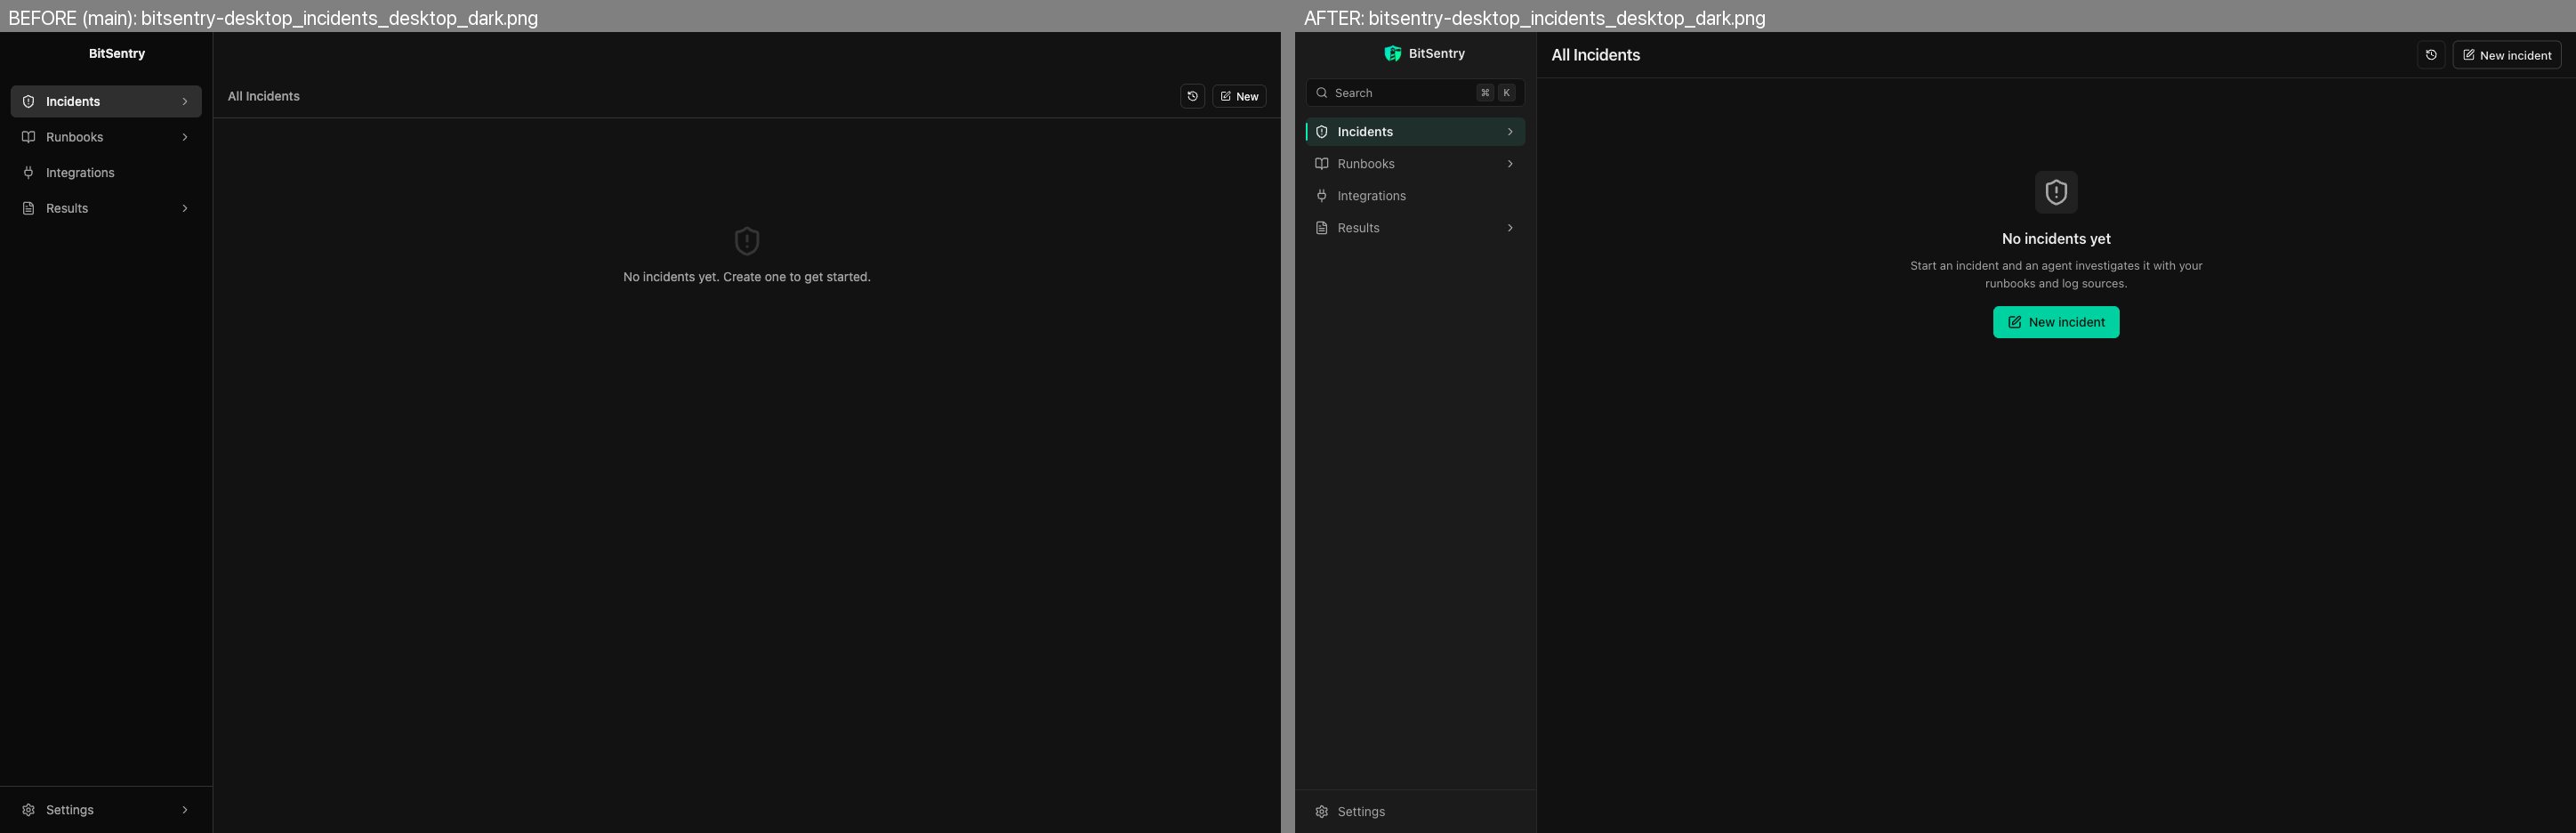 BEFORE (main): bitsentry-desktop_incidents_desktop_dark.png
BitSentry
Incidents
Runbooks
Integrations
Results
Settings
All Incidents
New
No incidents yet. Create one to get started.
AFTER: bitsentry-desktop_incidents_desktop_dark.png
BitSentry
Search ⌘ K
Incidents
Runbooks
Integrations
Results
Settings
All Incidents
New incident
No incidents yet
Start an incident and an agent investigates it with your
runbooks and log sources.
New incident